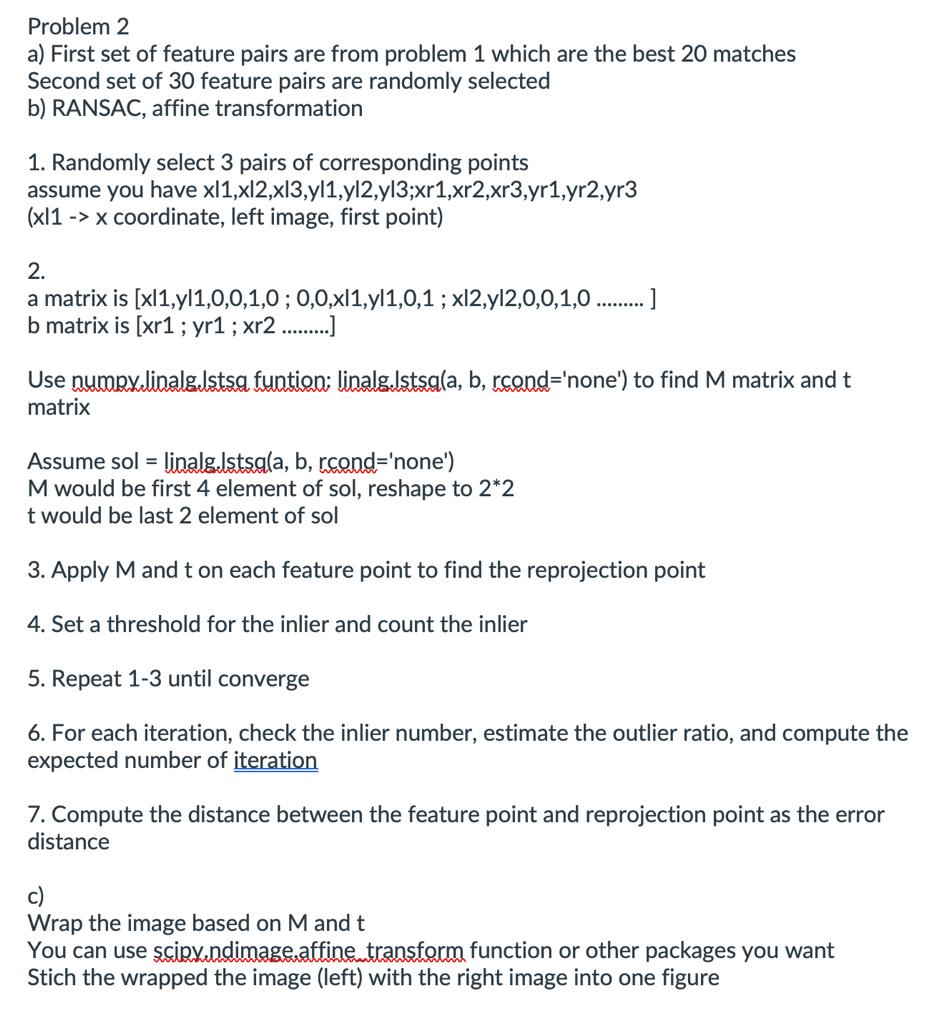 Problem 2
a) First set of feature pairs are from problem 1 which are the best 20 matches
Second set of 30 feature pairs are randomly selected
b) RANSAC, affine transformation
1. Randomly select 3 pairs of corresponding points
assume you have xl1,xl2,xl3,yl1,yl2,yl3;xr1,xr2,xr3,yr1,yr2,yr3
(xl1 -> x coordinate, left image, first point)
2.
a matrix is [xl1,yl1,0,0,1,0 ; 0,0,xl1,yl1,0,1 ; xl2,yl2,0,0,1,0 ......... ]
b matrix is [xr1 ; yr1 ; xr2 .........]
Use numpy.linalg.lstsq funtion: linalg.lstsq(a, b, rcond='none') to find M matrix and t
matrix
Assume sol = linalg.lstsq(a, b, rcond='none')
M would be first 4 element of sol, reshape to 2*2
t would be last 2 element of sol
3. Apply M and t on each feature point to find the reprojection point
4. Set a threshold for the inlier and count the inlier
5. Repeat 1-3 until converge
6. For each iteration, check the inlier number, estimate the outlier ratio, and compute the
expected number of iteration
7. Compute the distance between the feature point and reprojection point as the error
distance
c)
Wrap the image based on M and t
You can use scipy.ndimage.affine_transform function or other packages you want
Stich the wrapped the image (left) with the right image into one figure